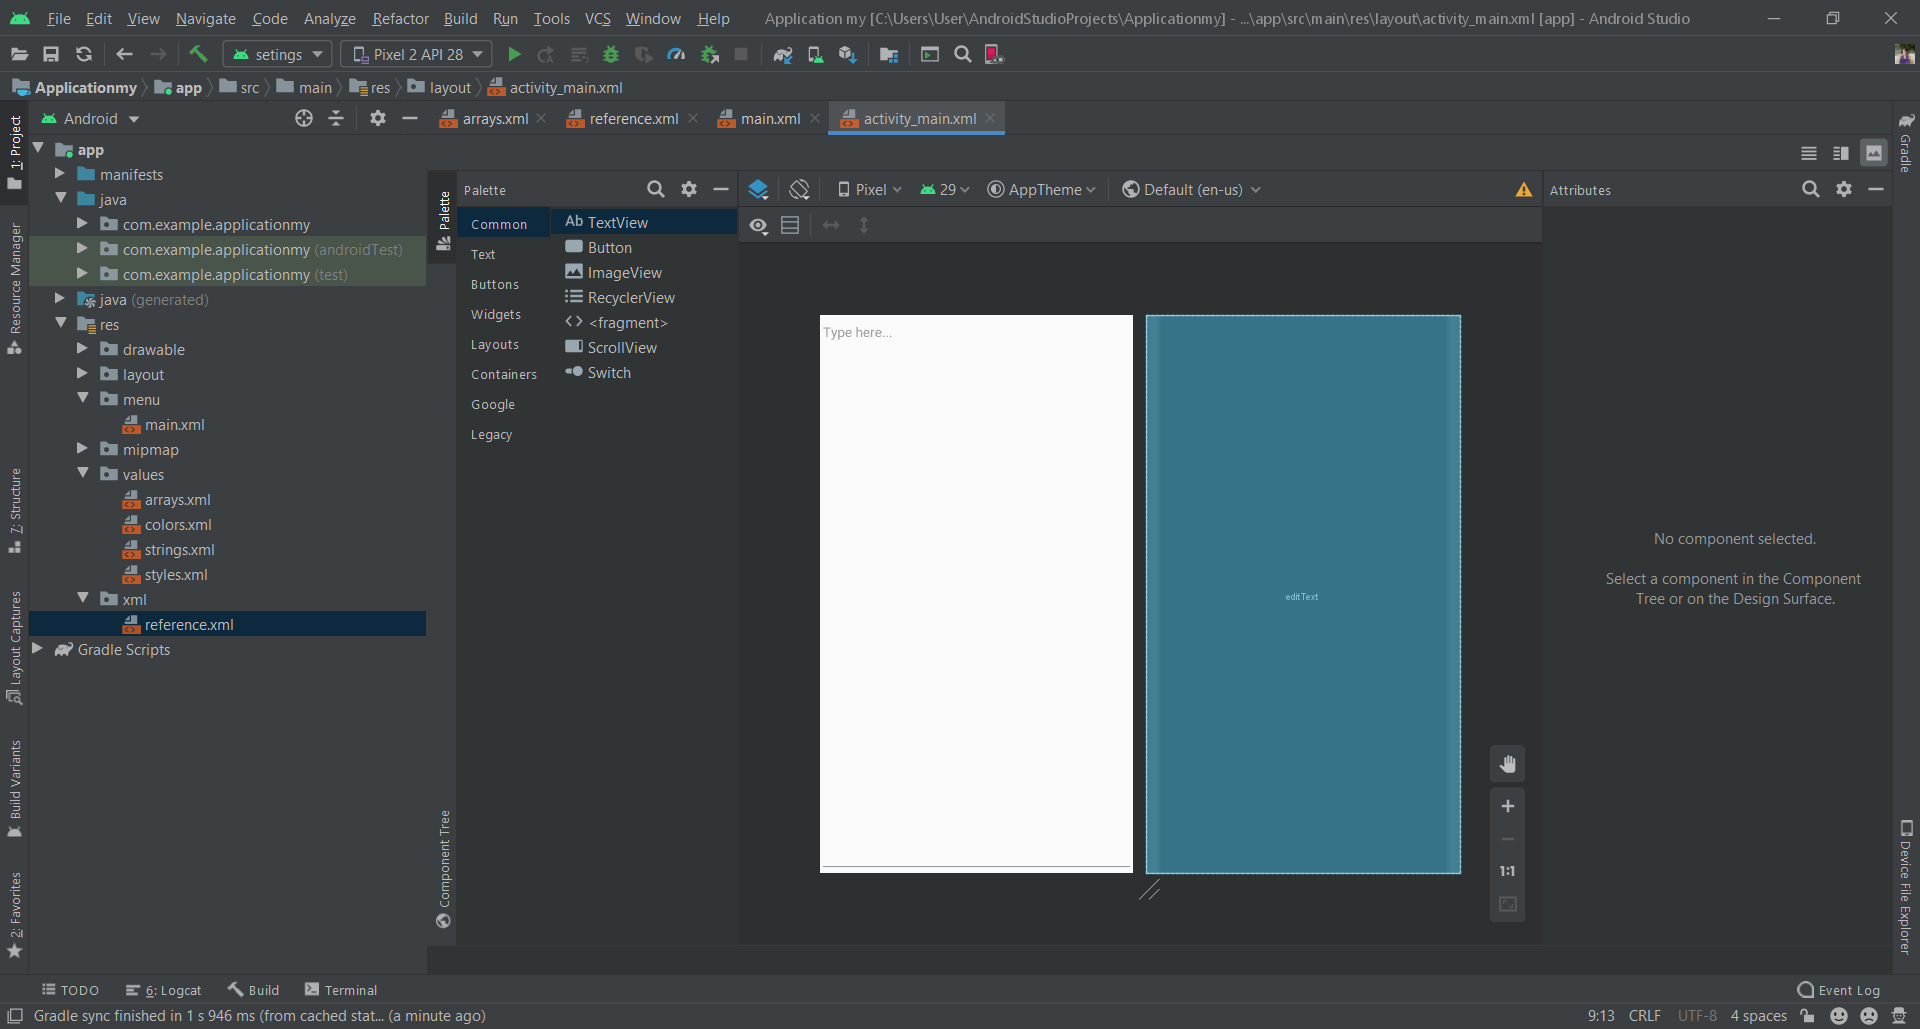 File Edit View Navigate Code Analyze Refactor Build Run Tools VCS Window Help Application my [C:\Users\User\AndroidStudioProjects\Applicationmy] - ...\app\src\main\res\layout\activity_main.xml [app] - Android Studio
setings Pixel 2 API 28
Applicationmy app src main res layout activity_main.xml
Android arrays.xml reference.xml main.xml activity_main.xml
1: Project
Resource Manager
7: Structure
Layout Captures
Build Variants
2: Favorites
app
manifests
java
com.example.applicationmy
com.example.applicationmy (androidTest)
com.example.applicationmy (test)
java (generated)
res
drawable
layout
menu
main.xml
mipmap
values
arrays.xml
colors.xml
strings.xml
styles.xml
xml
reference.xml
Gradle Scripts
Palette
Component Tree
Palette
Common
Text
Buttons
Widgets
Layouts
Containers
Google
Legacy
Ab TextView
Button
ImageView
RecyclerView
<fragment>
ScrollView
Switch
Pixel 29 AppTheme Default (en-us)
Type here...
editText
1:1
Attributes
No component selected.
Select a component in the Component
Tree or on the Design Surface.
Gradle
Device File Explorer
TODO 6: Logcat Build Terminal Event Log
Gradle sync finished in 1 s 946 ms (from cached stat... (a minute ago) 9:13 CRLF UTF-8 4 spaces